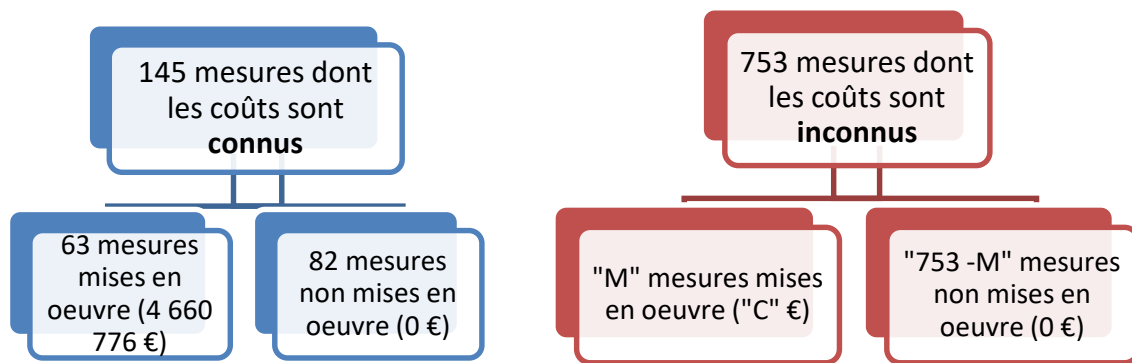 145 mesures dont
les coûts sont
connus
753 mesures dont
les coûts sont
inconnus
63 mesures
mises en
oeuvre (4 660
776 €)
82 mesures
non mises en
oeuvre (0 €)
"M" mesures mises
en oeuvre ("C" €)
"753 -M" mesures
non mises en
oeuvre (0 €)